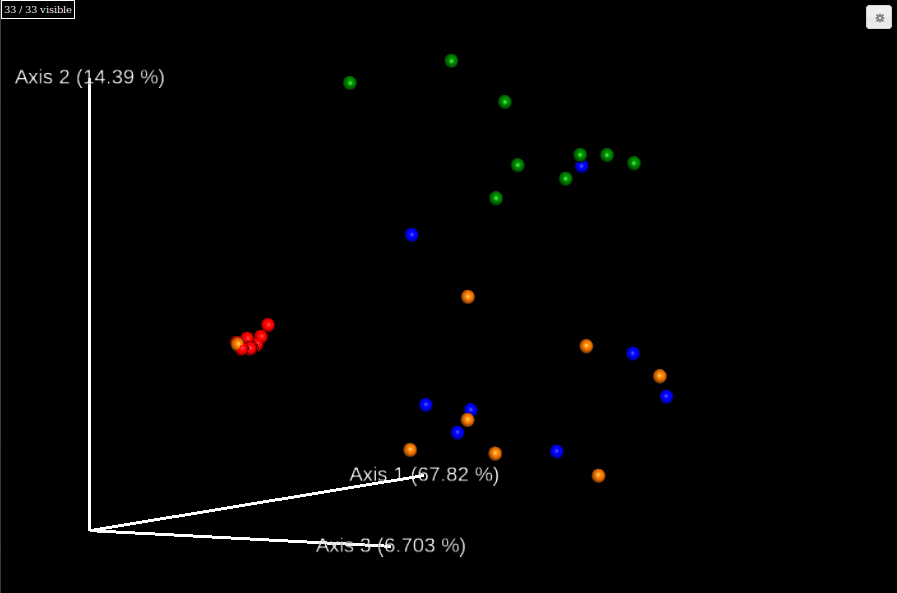 33 / 33 visible
Axis 2 (14.39 %)
Axis 1 (67.82 %)
Axis 3 (6.703 %)